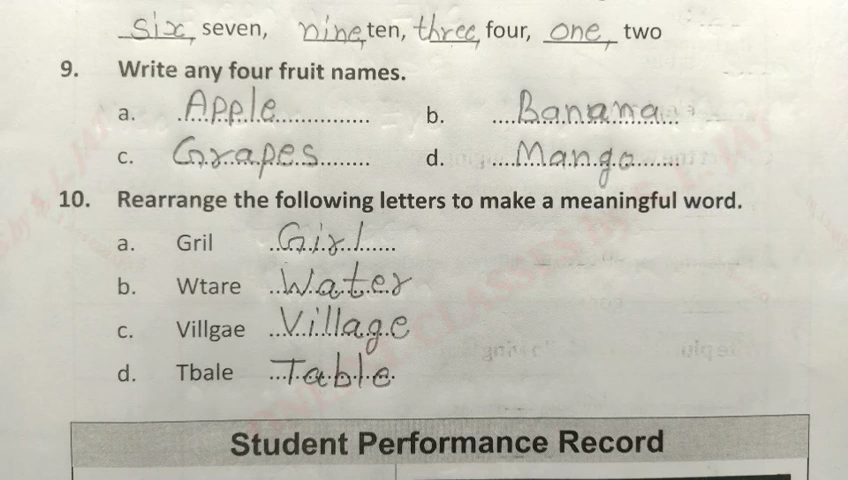 six, seven, nine, ten, three, four, one, two
9. Write any four fruit names.
a. Apple b. Banana
c. Grapes d. Mango
10. Rearrange the following letters to make a meaningful word.
a. Gril Girl
b. Wtare Water
c. Villgae Village
d. Tbale Table
Student Performance Record